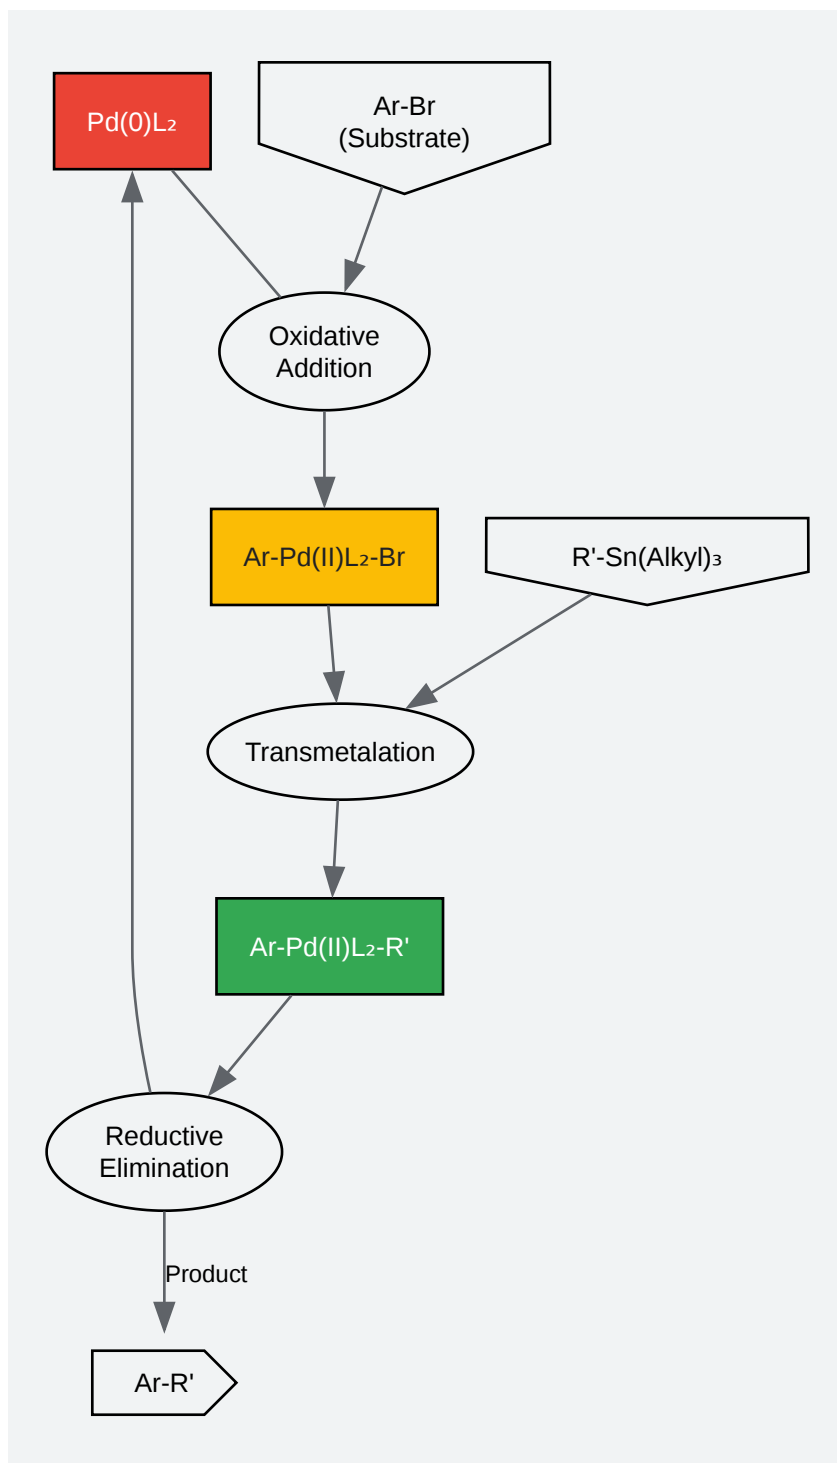 Pd(0)L₂
Ar-Br
(Substrate)
Oxidative
Addition
Ar-Pd(II)L₂-Br
R'-Sn(Alkyl)₃
Transmetalation
Ar-Pd(II)L₂-R'
Reductive
Elimination
Product
Ar-R'